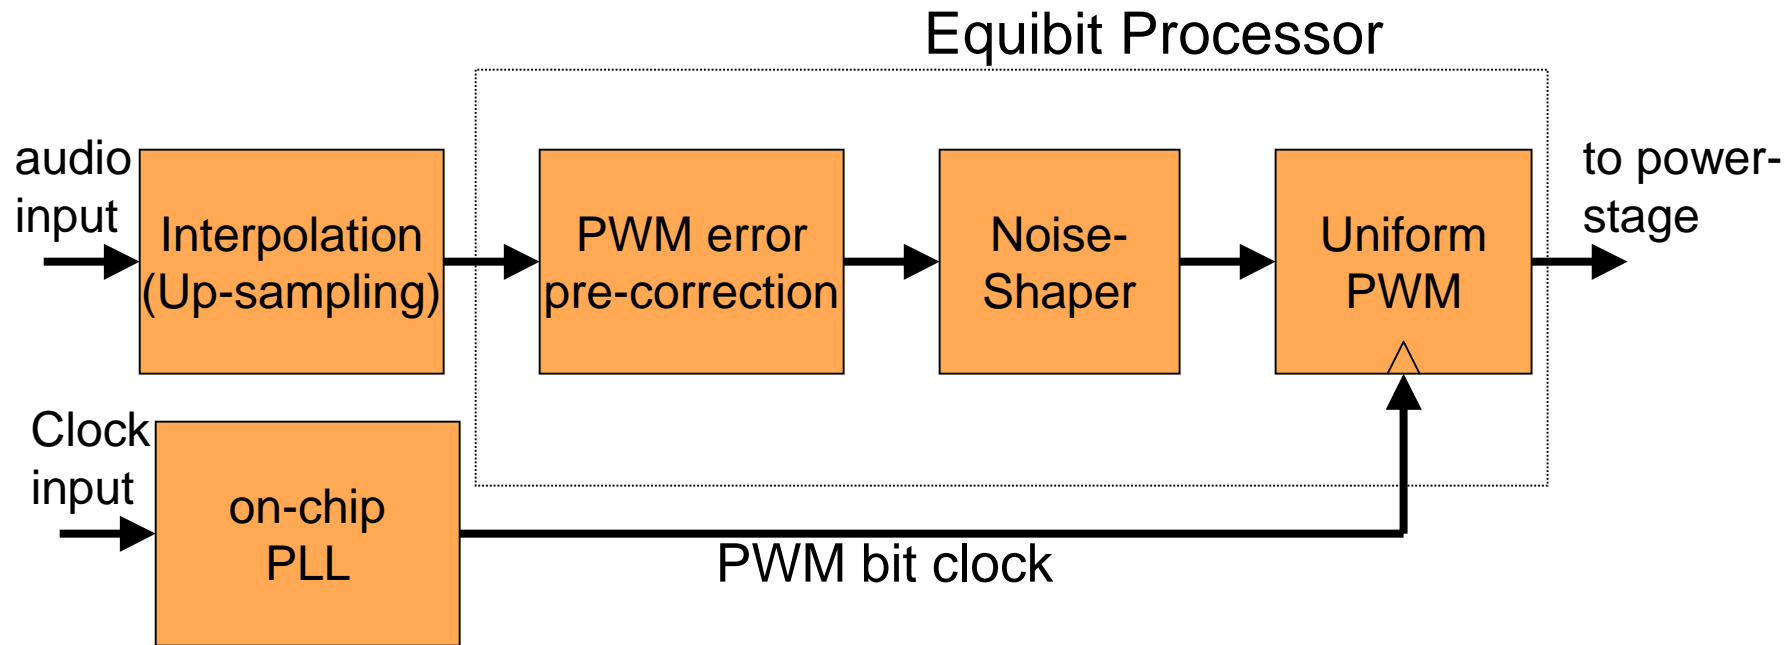 Equibit Processor
audio
input
Interpolation
(Up-sampling)
PWM error
pre-correction
Noise-
Shaper
Uniform
PWM
to power-
stage
Clock
input
on-chip
PLL
PWM bit clock